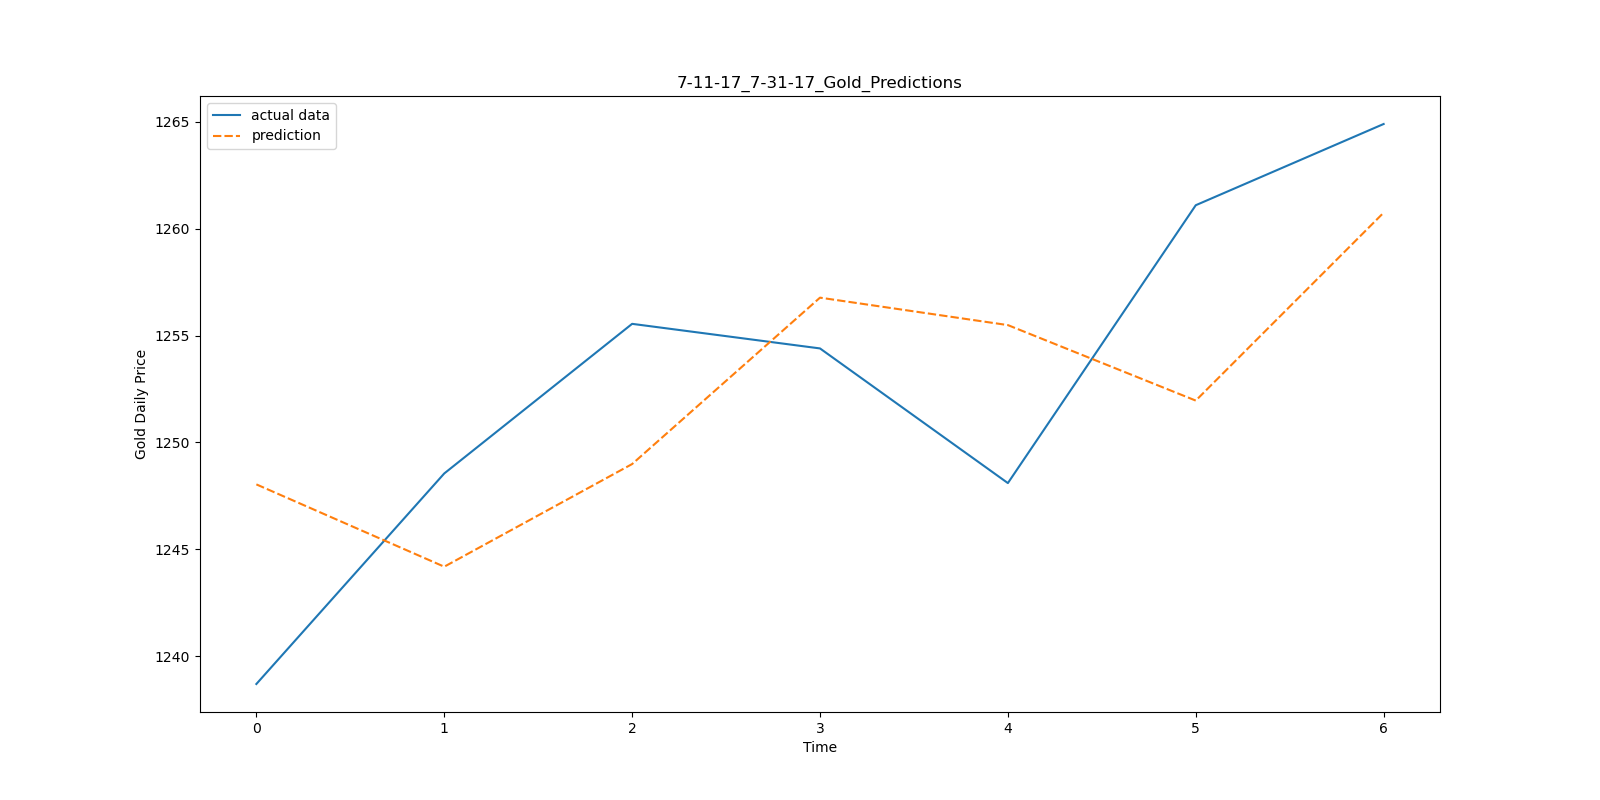 7-11-17_7-31-17_Gold_Predictions
actual data
prediction
1265
1260
1255
1250
1245
1240
Gold Daily Price
0 1 2 3 4 5 6
Time